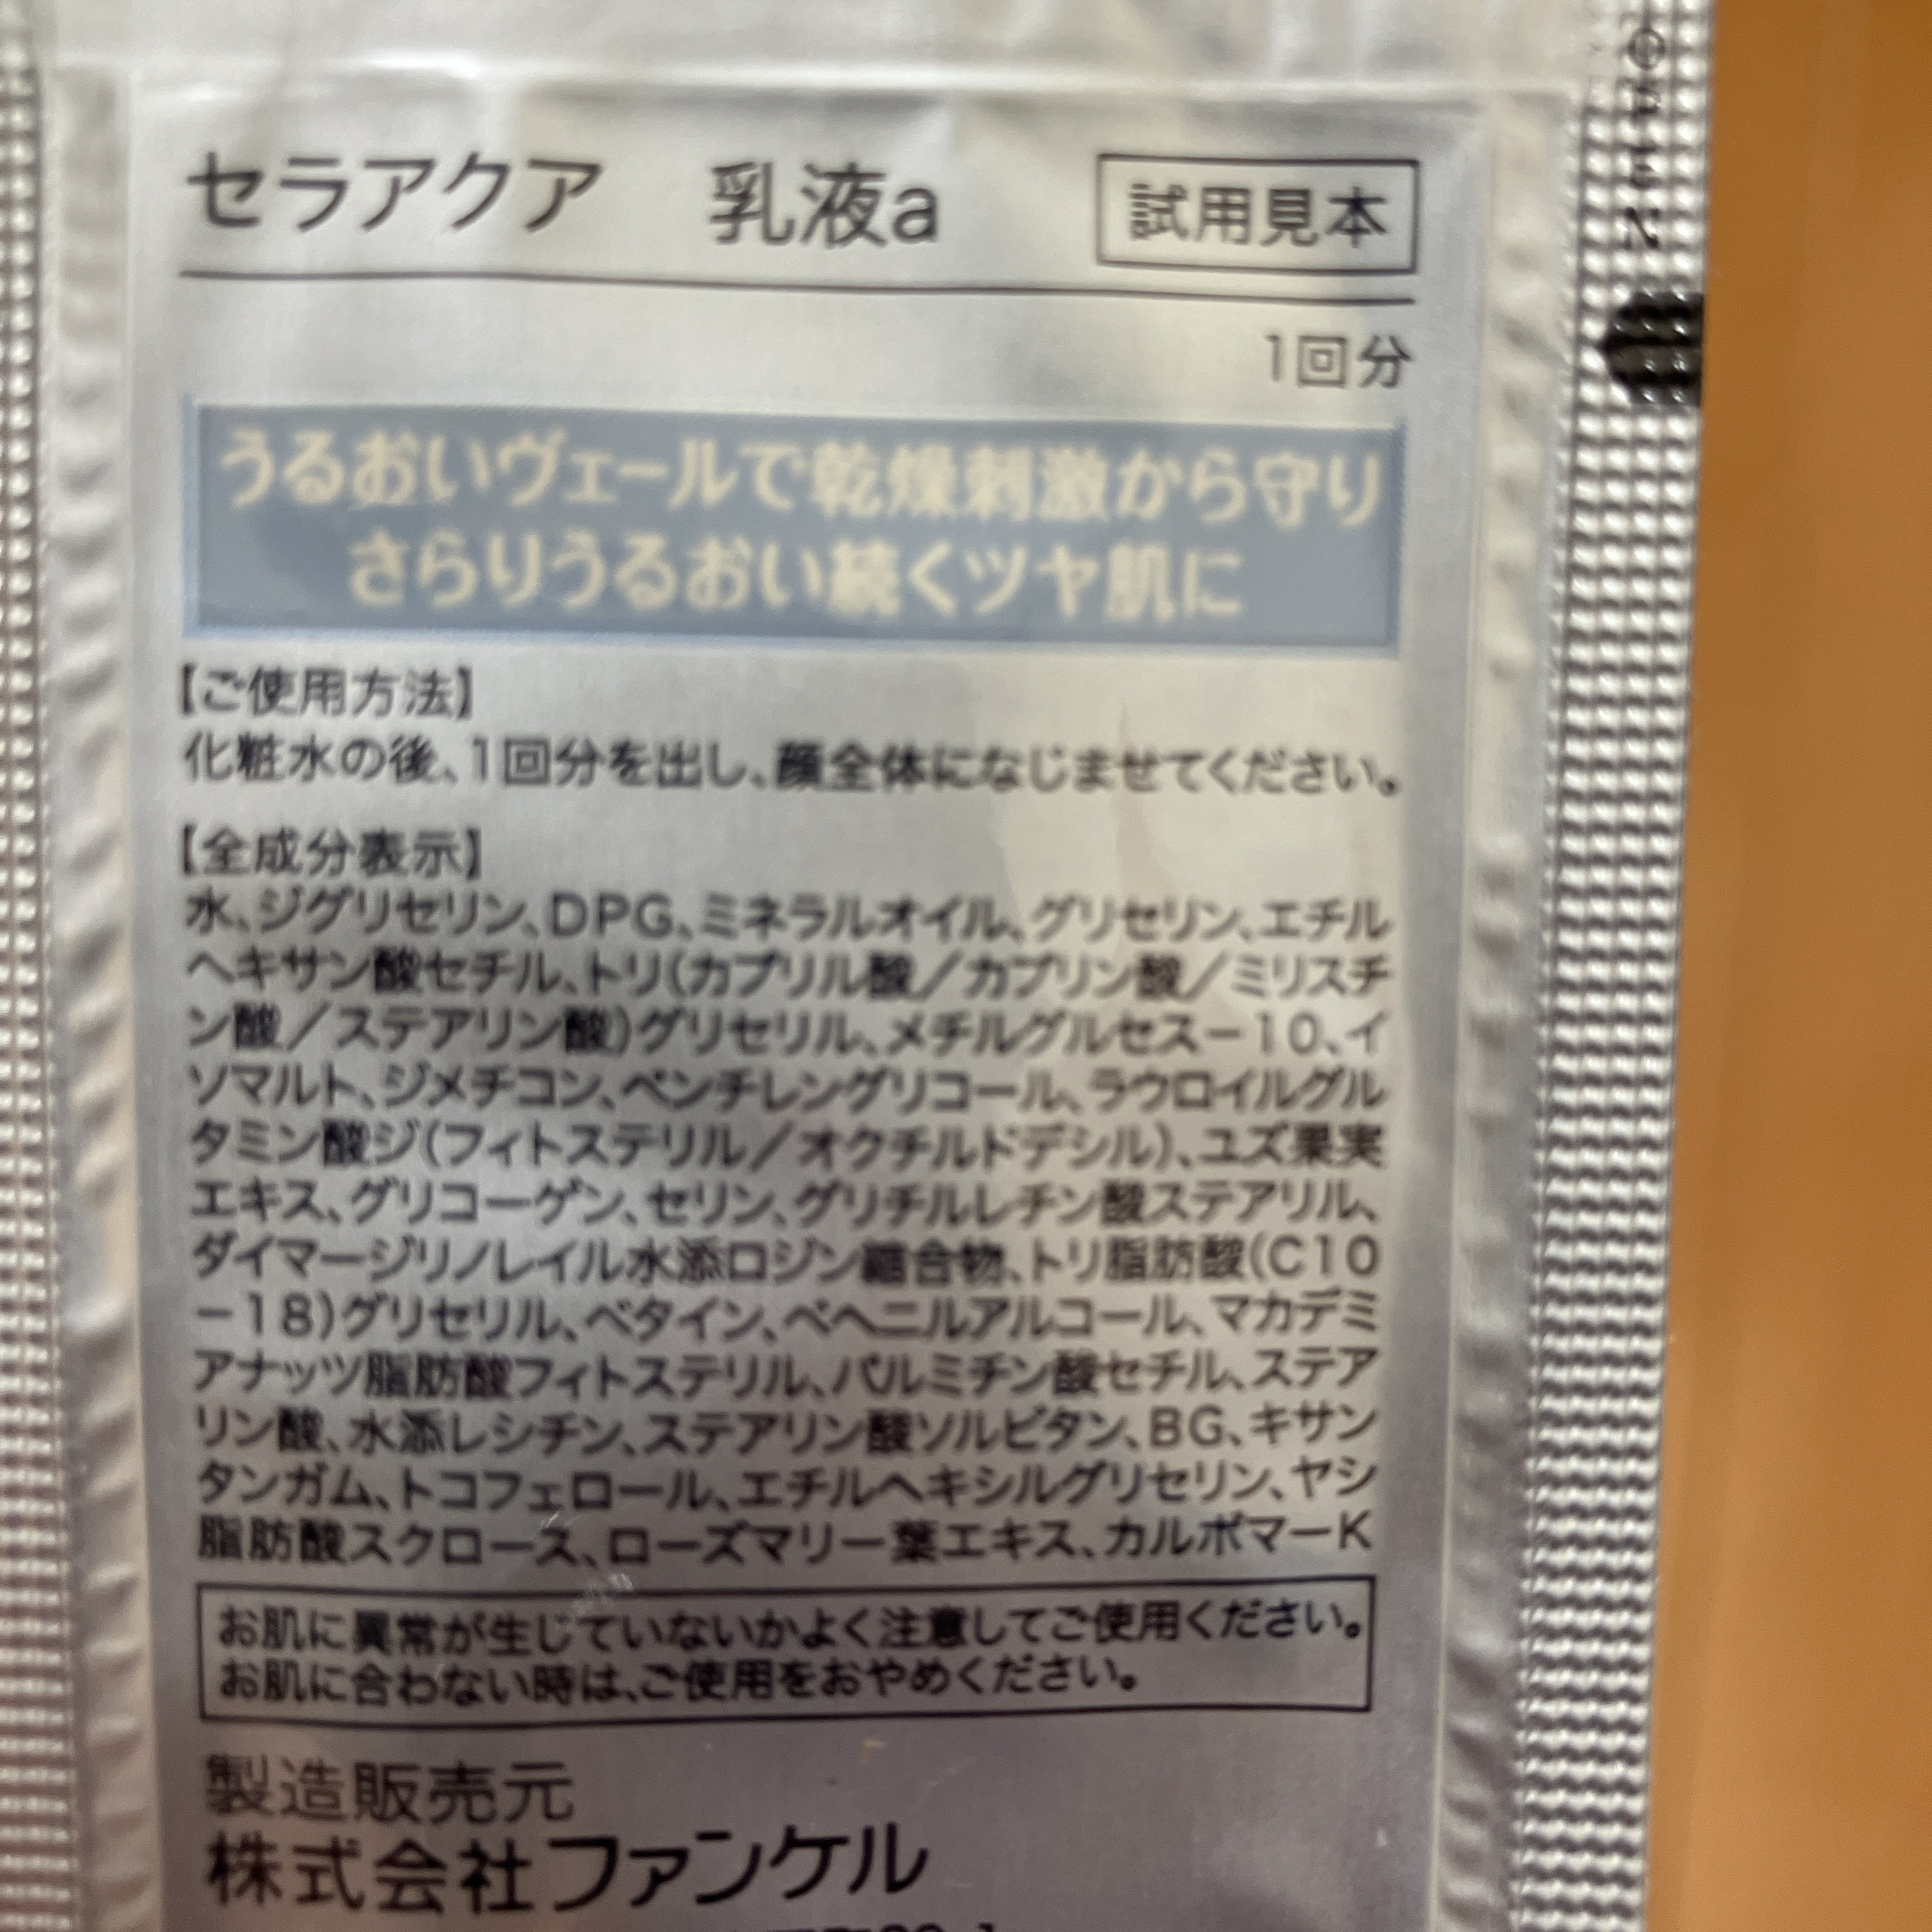 セラアクア　乳液a　試用見本
1回分
うるおいヴェールで乾燥刺激から守り
さらりうるおい続くツヤ肌に
【ご使用方法】
化粧水の後、1回分を出し、顔全体になじませてください。
【全成分表示】
水、ジグリセリン、DPG、ミネラルオイル、グリセリン、エチル
ヘキサン酸セチル、トリ(カプリル酸／カプリン酸／ミリスチ
ン酸／ステアリン酸)グリセリル、メチルグルセス－10、イ
ソマルト、ジメチコン、ペンチレングリコール、ラウロイルグル
タミン酸ジ(フィトステリル／オクチルドデシル)、ユズ果実
エキス、グリコーゲン、セリン、グリチルレチン酸ステアリル、
ダイマージリノレイル水添ロジン縮合物、トリ脂肪酸(C10
－18)グリセリル、ベタイン、ベヘニルアルコール、マカデミ
アナッツ脂肪酸フィトステリル、パルミチン酸セチル、ステア
リン酸、水添レシチン、ステアリン酸ソルビタン、BG、キサン
タンガム、トコフェロール、エチルヘキシルグリセリン、ヤシ
脂肪酸スクロース、ローズマリー葉エキス、カルボマーK
お肌に異常が生じていないかよく注意してご使用ください。
お肌に合わない時は、ご使用をおやめください。
製造販売元
株式会社ファンケル